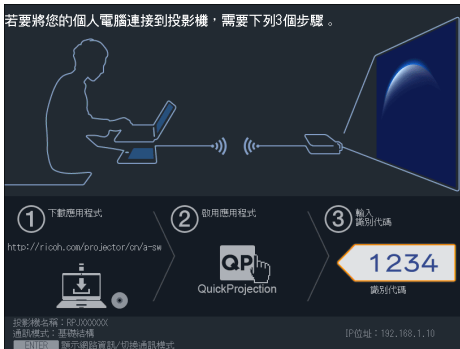 若要將您的個人電腦連接到投影機，需要下列3個步驟。
1 下載應用程式
http://ricoh.com/projector/cn/a-sw
2 啟用應用程式
QP
QuickProjection
3 輸入
識別代碼
1234
識別代碼
投影機名稱：RPJXXXXXX
通訊模式：基礎結構
IP位址：192.168.1.10
ENTER 顯示網路資訊/切換通訊模式